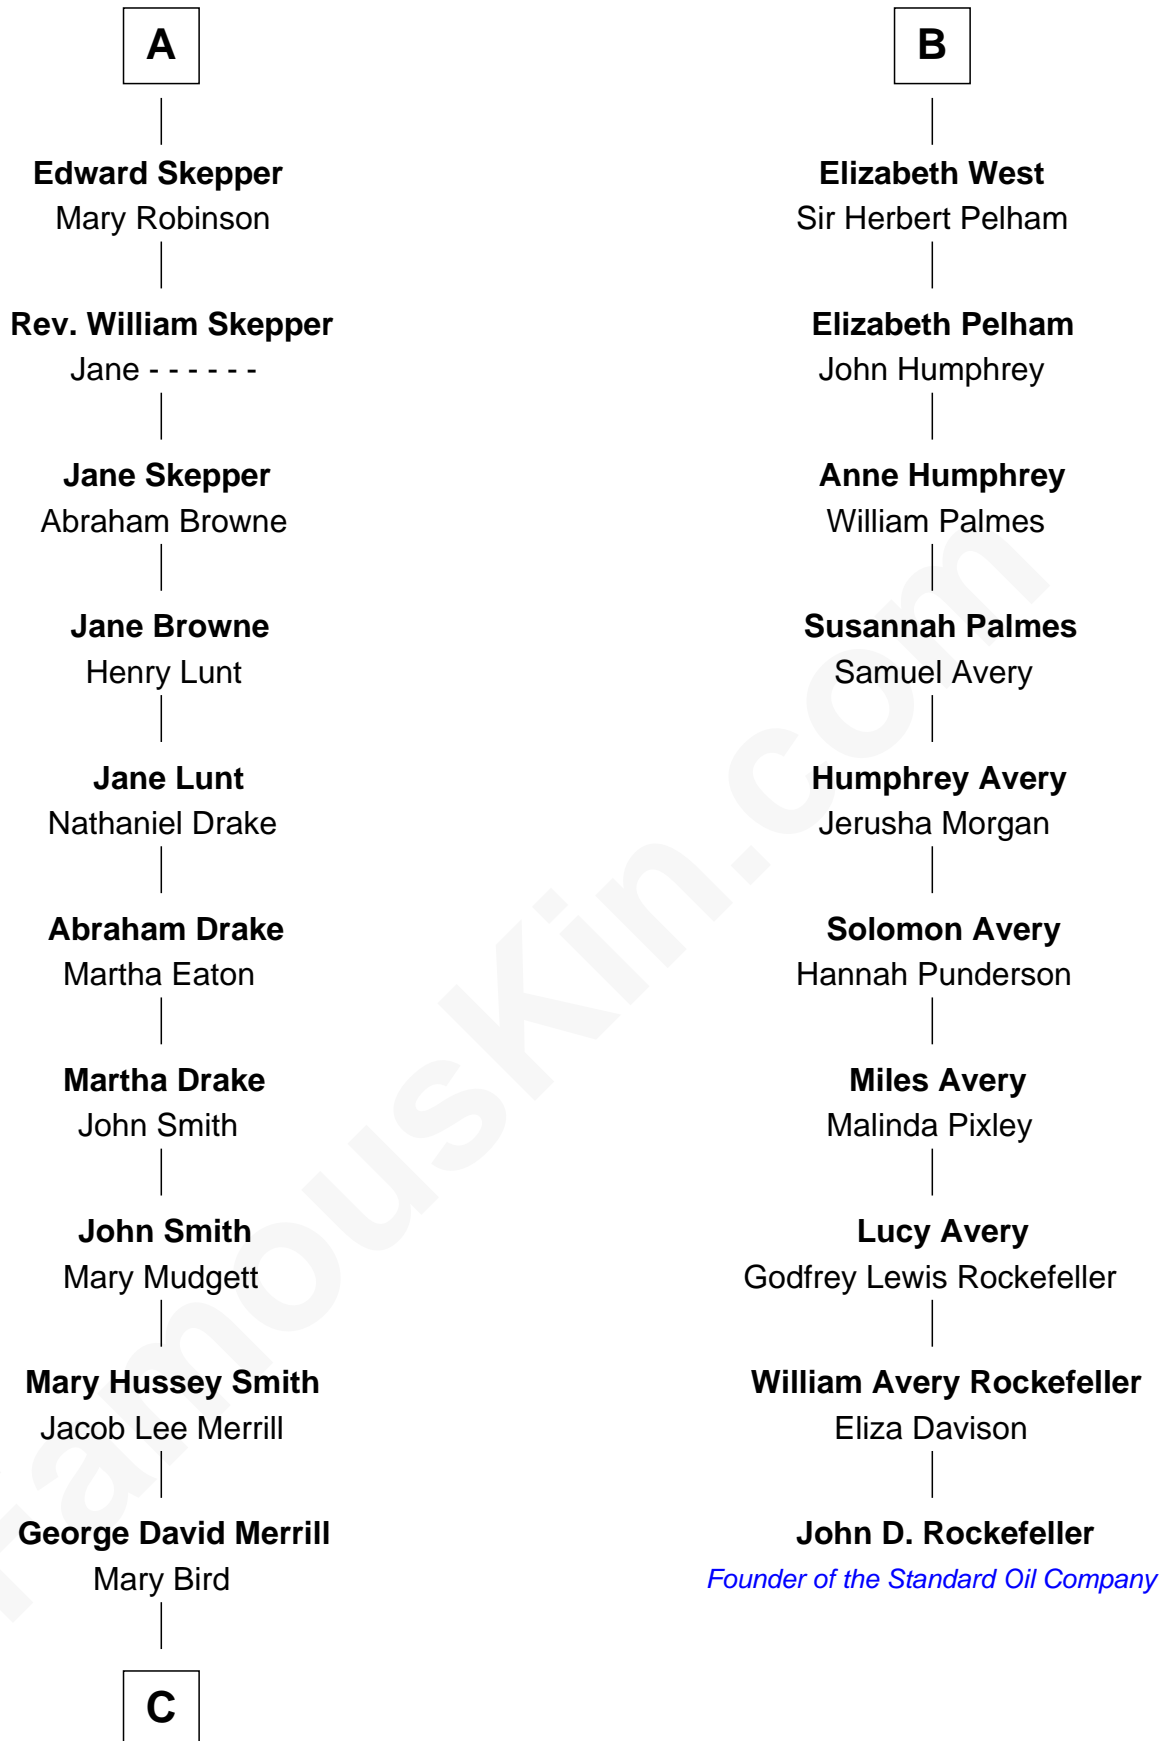 A
Edward Skepper
Mary Robinson
Rev. William Skepper
Jane - - - - - -
Jane Skepper
Abraham Browne
Jane Browne
Henry Lunt
Jane Lunt
Nathaniel Drake
Abraham Drake
Martha Eaton
Martha Drake
John Smith
John Smith
Mary Mudgett
Mary Hussey Smith
Jacob Lee Merrill
George David Merrill
Mary Bird
C
B
Elizabeth West
Sir Herbert Pelham
Elizabeth Pelham
John Humphrey
Anne Humphrey
William Palmes
Susannah Palmes
Samuel Avery
Humphrey Avery
Jerusha Morgan
Solomon Avery
Hannah Punderson
Miles Avery
Malinda Pixley
Lucy Avery
Godfrey Lewis Rockefeller
William Avery Rockefeller
Eliza Davison
John D. Rockefeller
Founder of the Standard Oil Company
FamousKin.com